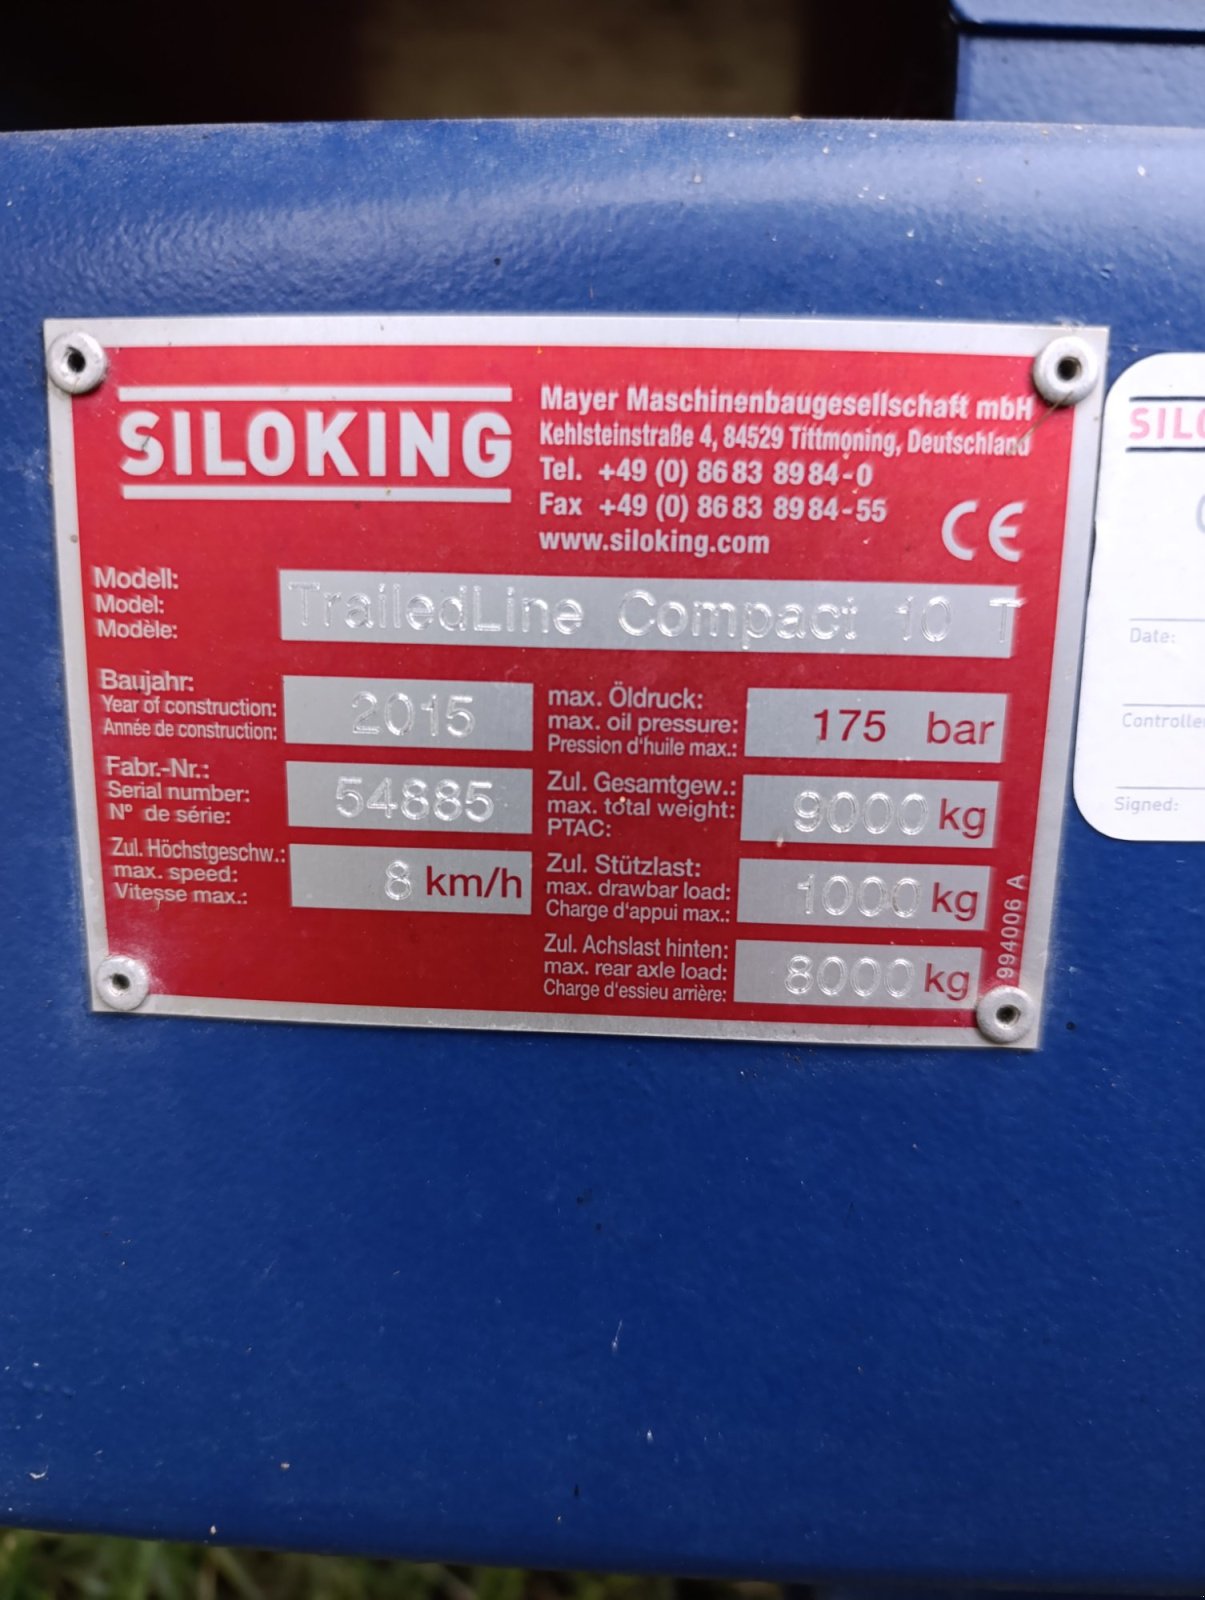 SILOKING
Mayer Maschinenbaugesellschaft mbH
Kehlsteinstraße 4, 84529 Tittmoning, Deutschland
Tel. +49 (0) 86 83 89 84-0
Fax +49 (0) 86 83 89 84-55
www.siloking.com
CE
Modell:
Model:
Modèle:
TrailedLine Compact 10 T
Baujahr:
Year of construction:
Année de construction:
2015
Fabr.-Nr.:
Serial number:
N° de série:
54885
Zul. Höchstgeschw.:
max. speed:
Vitesse max.:
8 km/h
max. Öldruck:
max. oil pressure:
Pression d'huile max.:
175 bar
Zul. Gesamtgew.:
max. total weight:
PTAC:
9000 kg
Zul. Stützlast:
max. drawbar load:
Charge d'appui max.:
1000 kg
Zul. Achslast hinten:
max. rear axle load:
Charge d'essieu arrière:
8000 kg
994006 A
SILO
Date:
Controller
Signed: